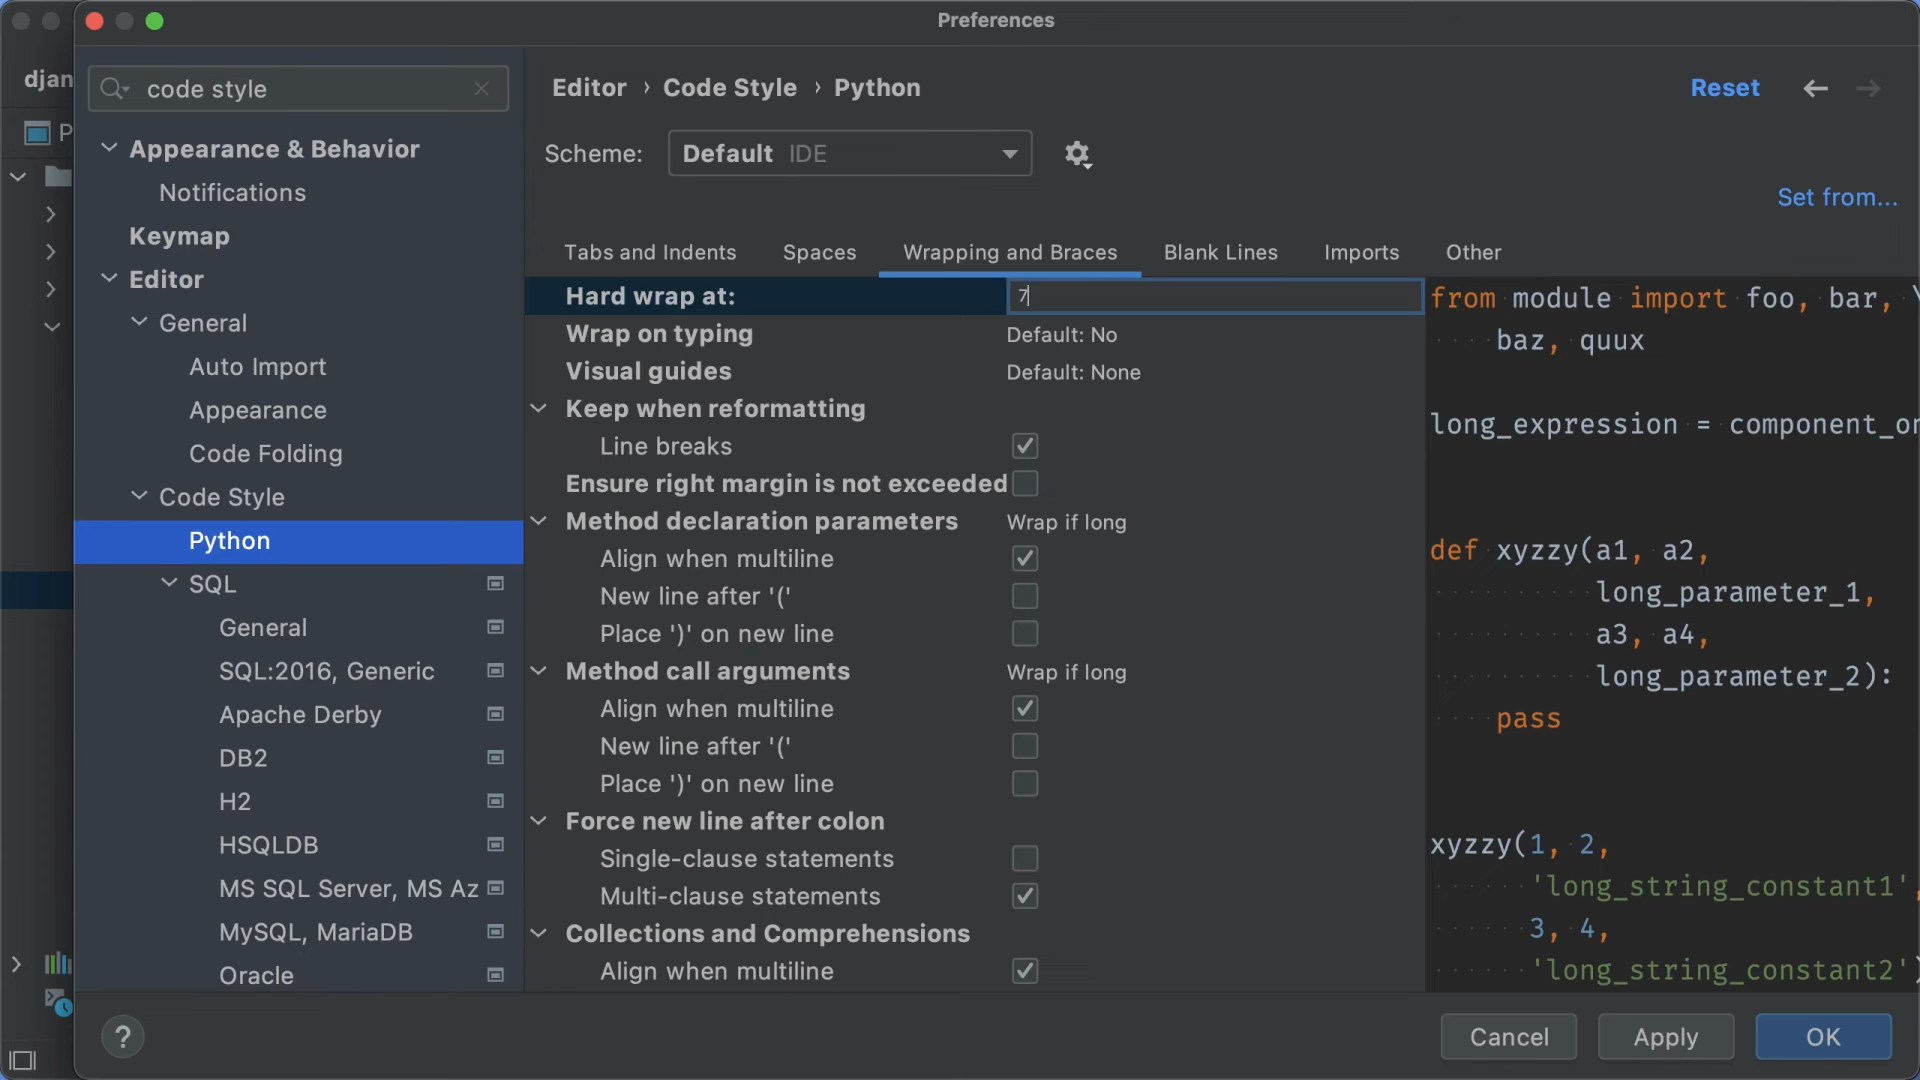 Preferences
djan
P
code style
Appearance & Behavior
Notifications
Keymap
Editor
General
Auto Import
Appearance
Code Folding
Code Style
Python
SQL
General
SQL:2016, Generic
Apache Derby
DB2
H2
HSQLDB
MS SQL Server, MS Az
MySQL, MariaDB
Oracle
?
Editor › Code Style › Python
Reset
Scheme: Default IDE
Set from...
Tabs and Indents Spaces Wrapping and Braces Blank Lines Imports Other
Hard wrap at: 7
Wrap on typing Default: No
Visual guides Default: None
Keep when reformatting
Line breaks
Ensure right margin is not exceeded
Method declaration parameters Wrap if long
Align when multiline
New line after '('
Place ')' on new line
Method call arguments Wrap if long
Align when multiline
New line after '('
Place ')' on new line
Force new line after colon
Single-clause statements
Multi-clause statements
Collections and Comprehensions
Align when multiline
from module import foo, bar, \
baz, quux
long_expression = component_on
def xyzzy(a1, a2,
long_parameter_1,
a3, a4,
long_parameter_2):
pass
xyzzy(1, 2,
'long_string_constant1',
3, 4,
'long_string_constant2')
Cancel Apply OK